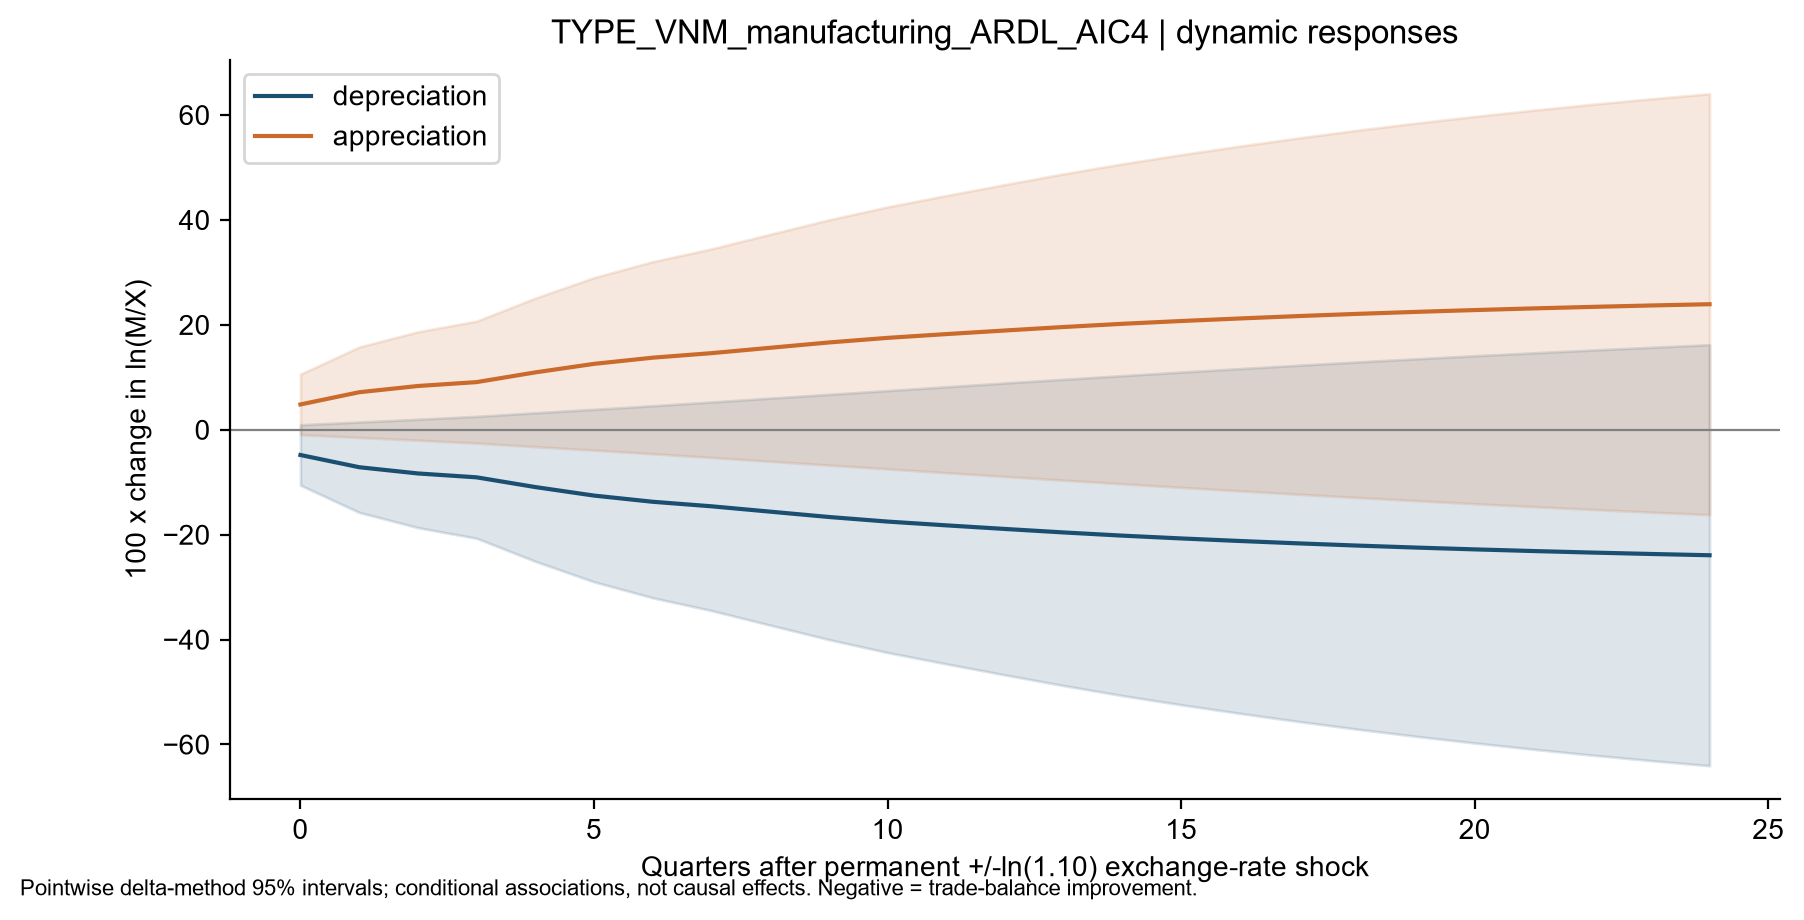 TYPE_VNM_manufacturing_ARDL_AIC4 | dynamic responses
depreciation
appreciation
100 x change in ln(M/X)
60
40
20
0
−20
−40
−60
0
5
10
15
20
25
Quarters after permanent +/-ln(1.10) exchange-rate shock
Pointwise delta-method 95% intervals; conditional associations, not causal effects. Negative = trade-balance improvement.